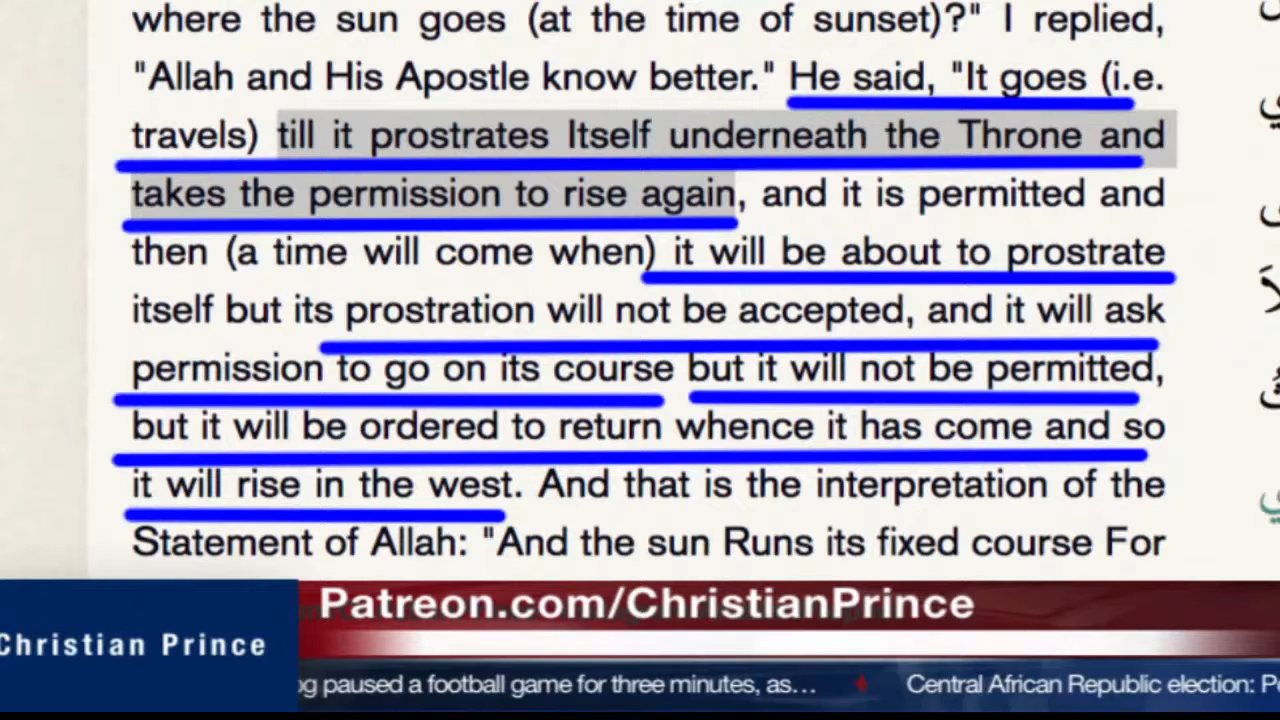 where the sun goes (at the time of sunset)?" I replied,
"Allah and His Apostle know better." He said, "It goes (i.e.
travels) till it prostrates Itself underneath the Throne and
takes the permission to rise again, and it is permitted and
then (a time will come when) it will be about to prostrate
itself but its prostration will not be accepted, and it will ask
permission to go on its course but it will not be permitted,
but it will be ordered to return whence it has come and so
it will rise in the west. And that is the interpretation of the
Statement of Allah: "And the sun Runs its fixed course For
Patreon.com/ChristianPrince
Christian Prince
paused a football game for three minutes, as...
Central African Republic election: